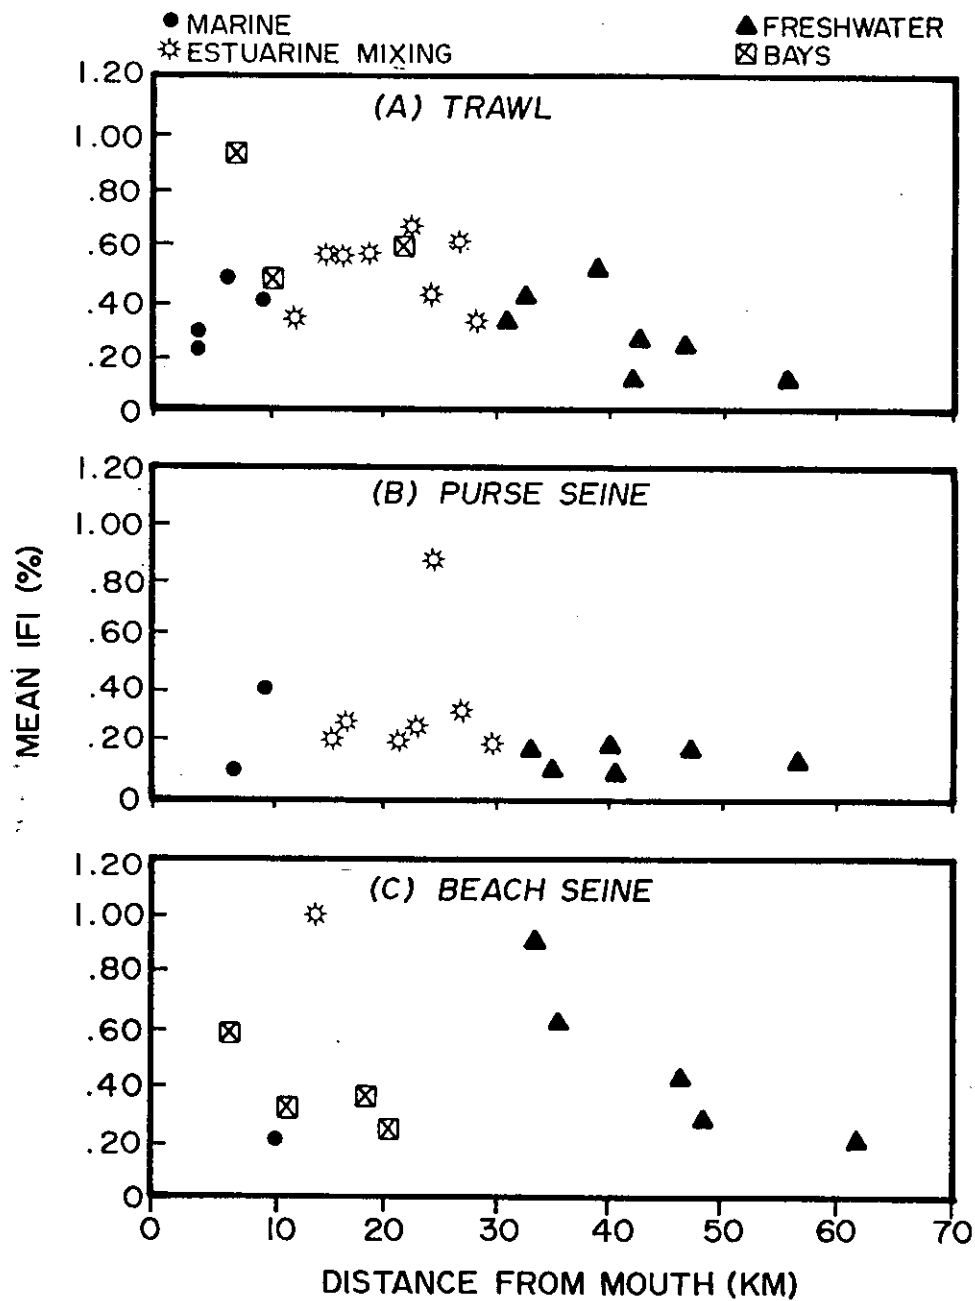 MARINE FRESHWATER
ESTUARINE MIXING BAYS
1.20
(A) TRAWL
1.00
.80
.60
.40
.20
0
1.20
(B) PURSE SEINE
1.00
.80
.60
.40
.20
0
MEAN IFI (%)
1.20
(C) BEACH SEINE
1.00
.80
.60
.40
.20
0
0 10 20 30 40 50 60 70
DISTANCE FROM MOUTH (KM)